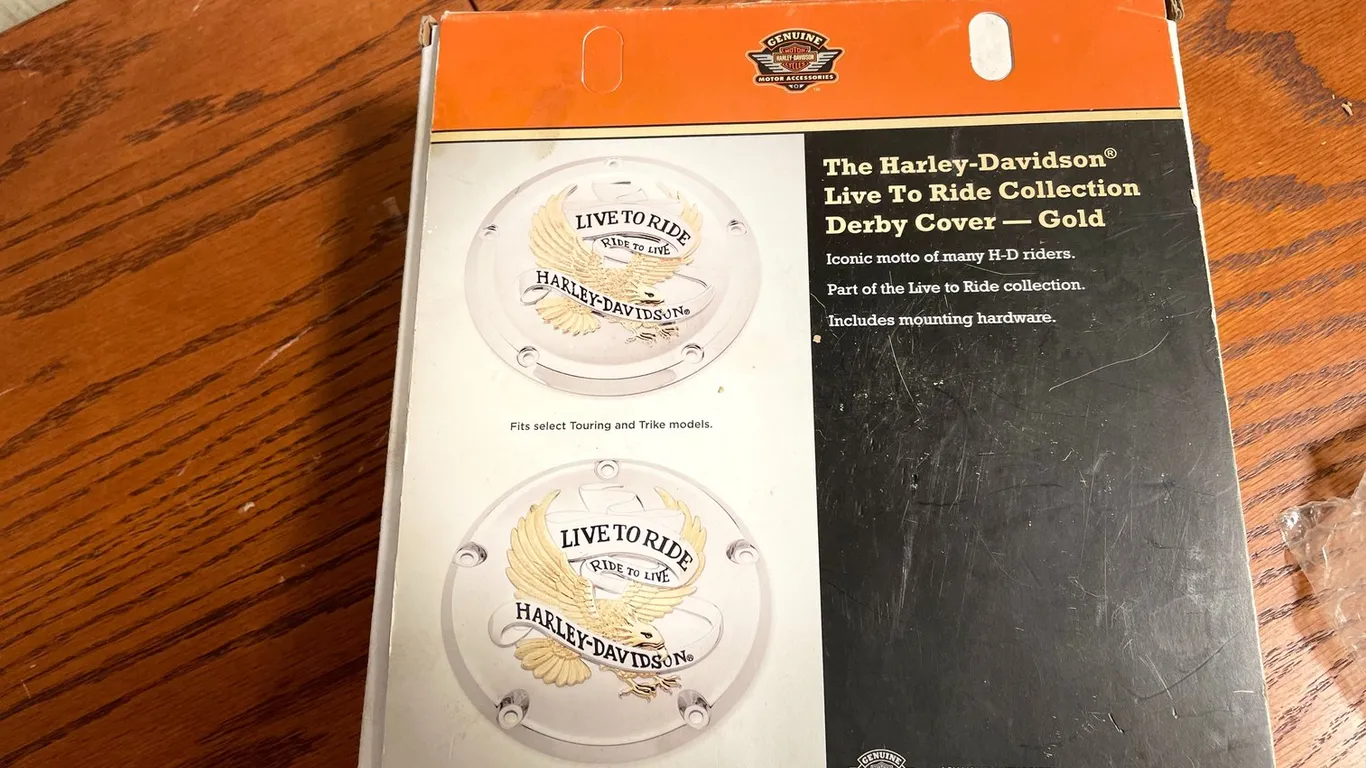 GENUINE
MOTOR
HARLEY-DAVIDSON
CYCLES
MOTOR ACCESSORIES
The Harley-Davidson®
Live To Ride Collection
Derby Cover — Gold
Iconic motto of many H-D riders.
Part of the Live to Ride collection.
Includes mounting hardware.
LIVE TO RIDE
RIDE TO LIVE
HARLEY-DAVIDSON®
Fits select Touring and Trike models.
LIVE TO RIDE
RIDE TO LIVE
HARLEY-DAVIDSON®
GENUINE